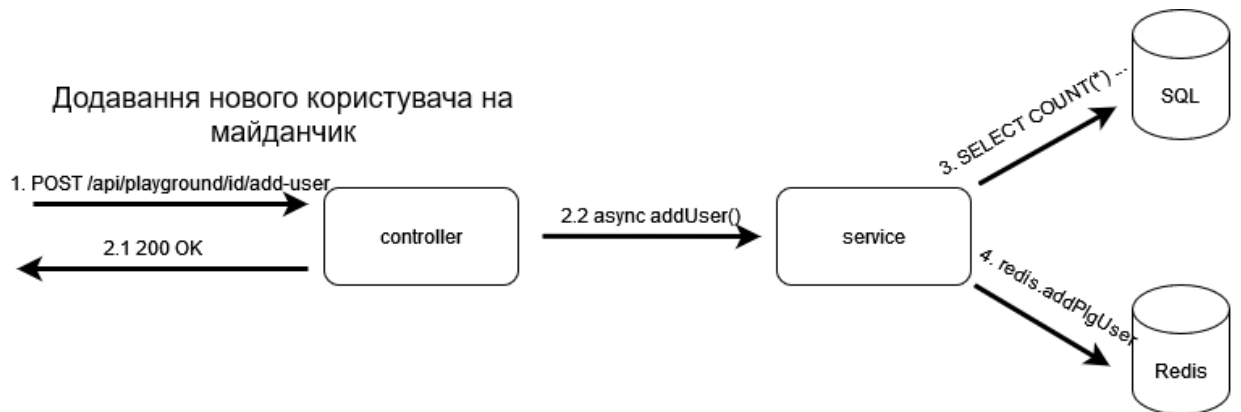 Додавання нового користувача на
майданчик
1. POST /api/playground/id/add-user
2.1 200 OK
controller
2.2 async addUser()
service
3. SELECT COUNT(*) ...
SQL
4. redis.addPlgUser
Redis